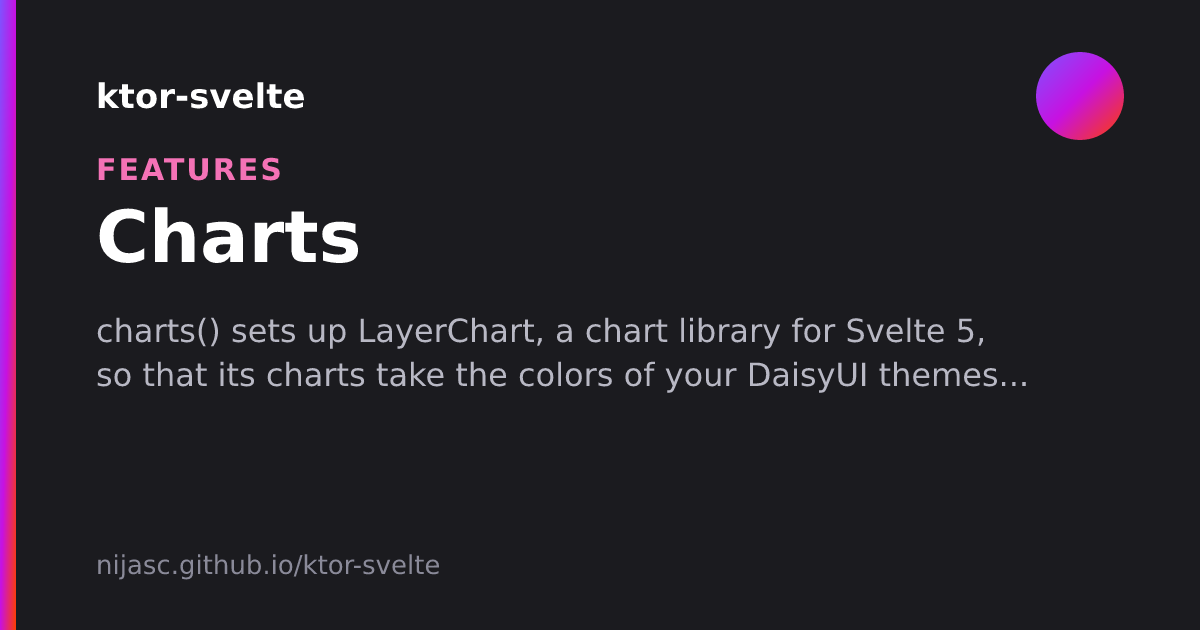 ktor-svelte
FEATURES
Charts
charts() sets up LayerChart, a chart library for Svelte 5,
so that its charts take the colors of your DaisyUI themes...
nijasc.github.io/ktor-svelte